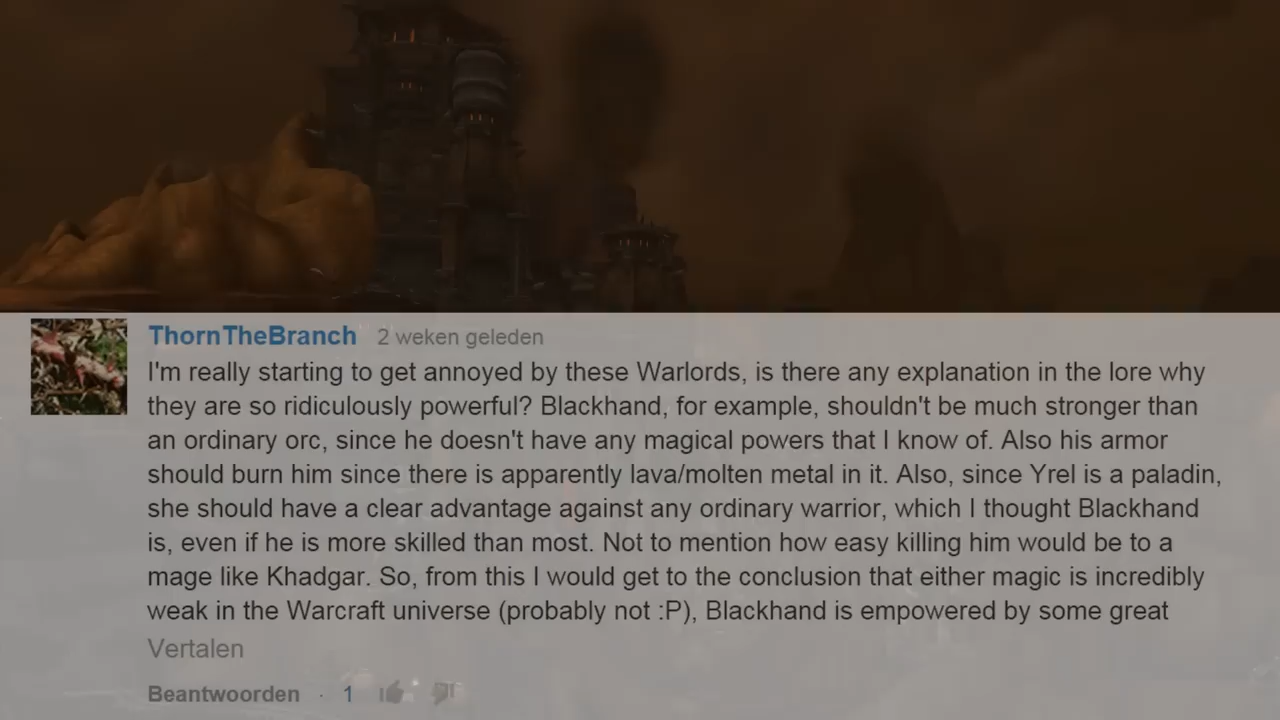 ThornTheBranch 2 weken geleden
I'm really starting to get annoyed by these Warlords, is there any explanation in the lore why
they are so ridiculously powerful? Blackhand, for example, shouldn't be much stronger than
an ordinary orc, since he doesn't have any magical powers that I know of. Also his armor
should burn him since there is apparently lava/molten metal in it. Also, since Yrel is a paladin,
she should have a clear advantage against any ordinary warrior, which I thought Blackhand
is, even if he is more skilled than most. Not to mention how easy killing him would be to a
mage like Khadgar. So, from this I would get to the conclusion that either magic is incredibly
weak in the Warcraft universe (probably not :P), Blackhand is empowered by some great
Vertalen
Beantwoorden · 1